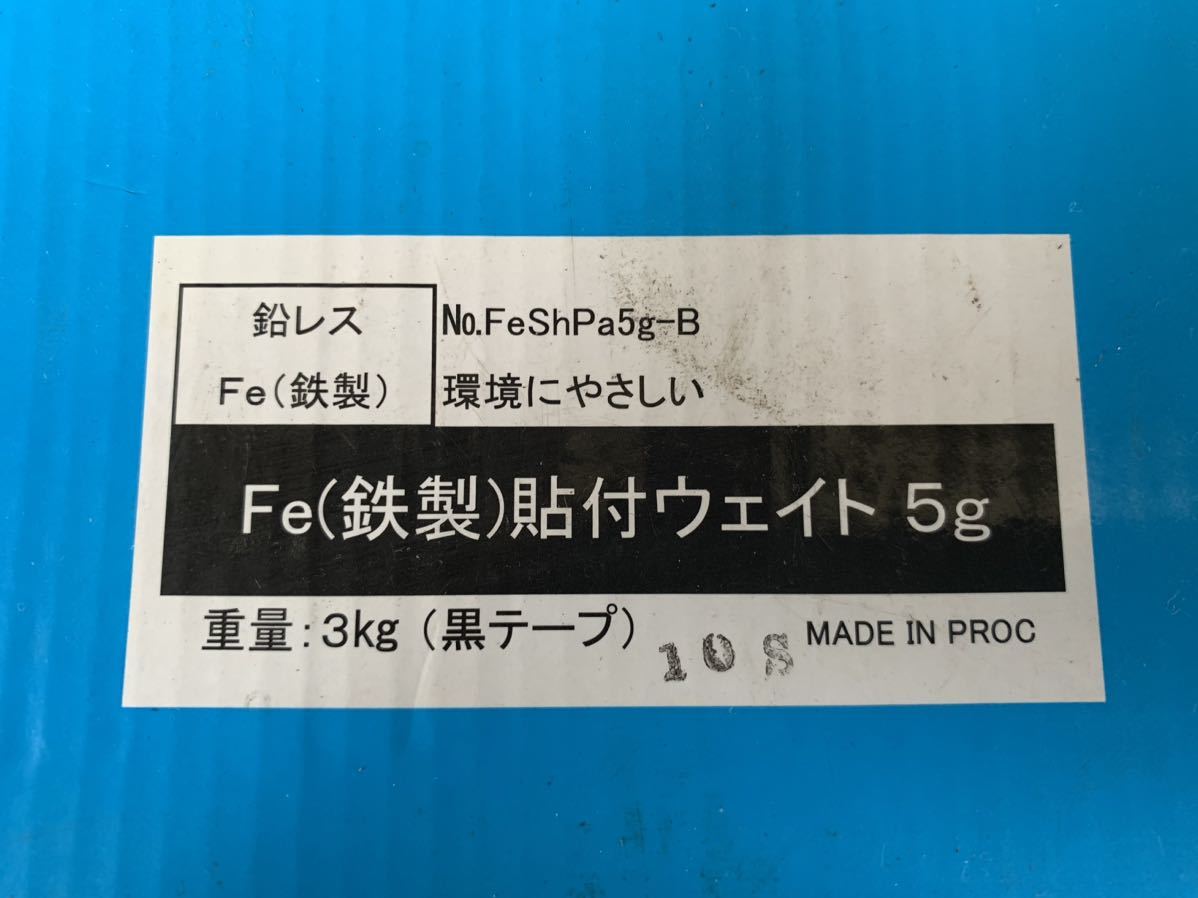 鉛レス
Fe(鉄製)
№.FeShPa5g-B
環境にやさしい
Fe(鉄製)貼付ウェイト 5g
重量:3kg (黒テープ) 10 S MADE IN PROC